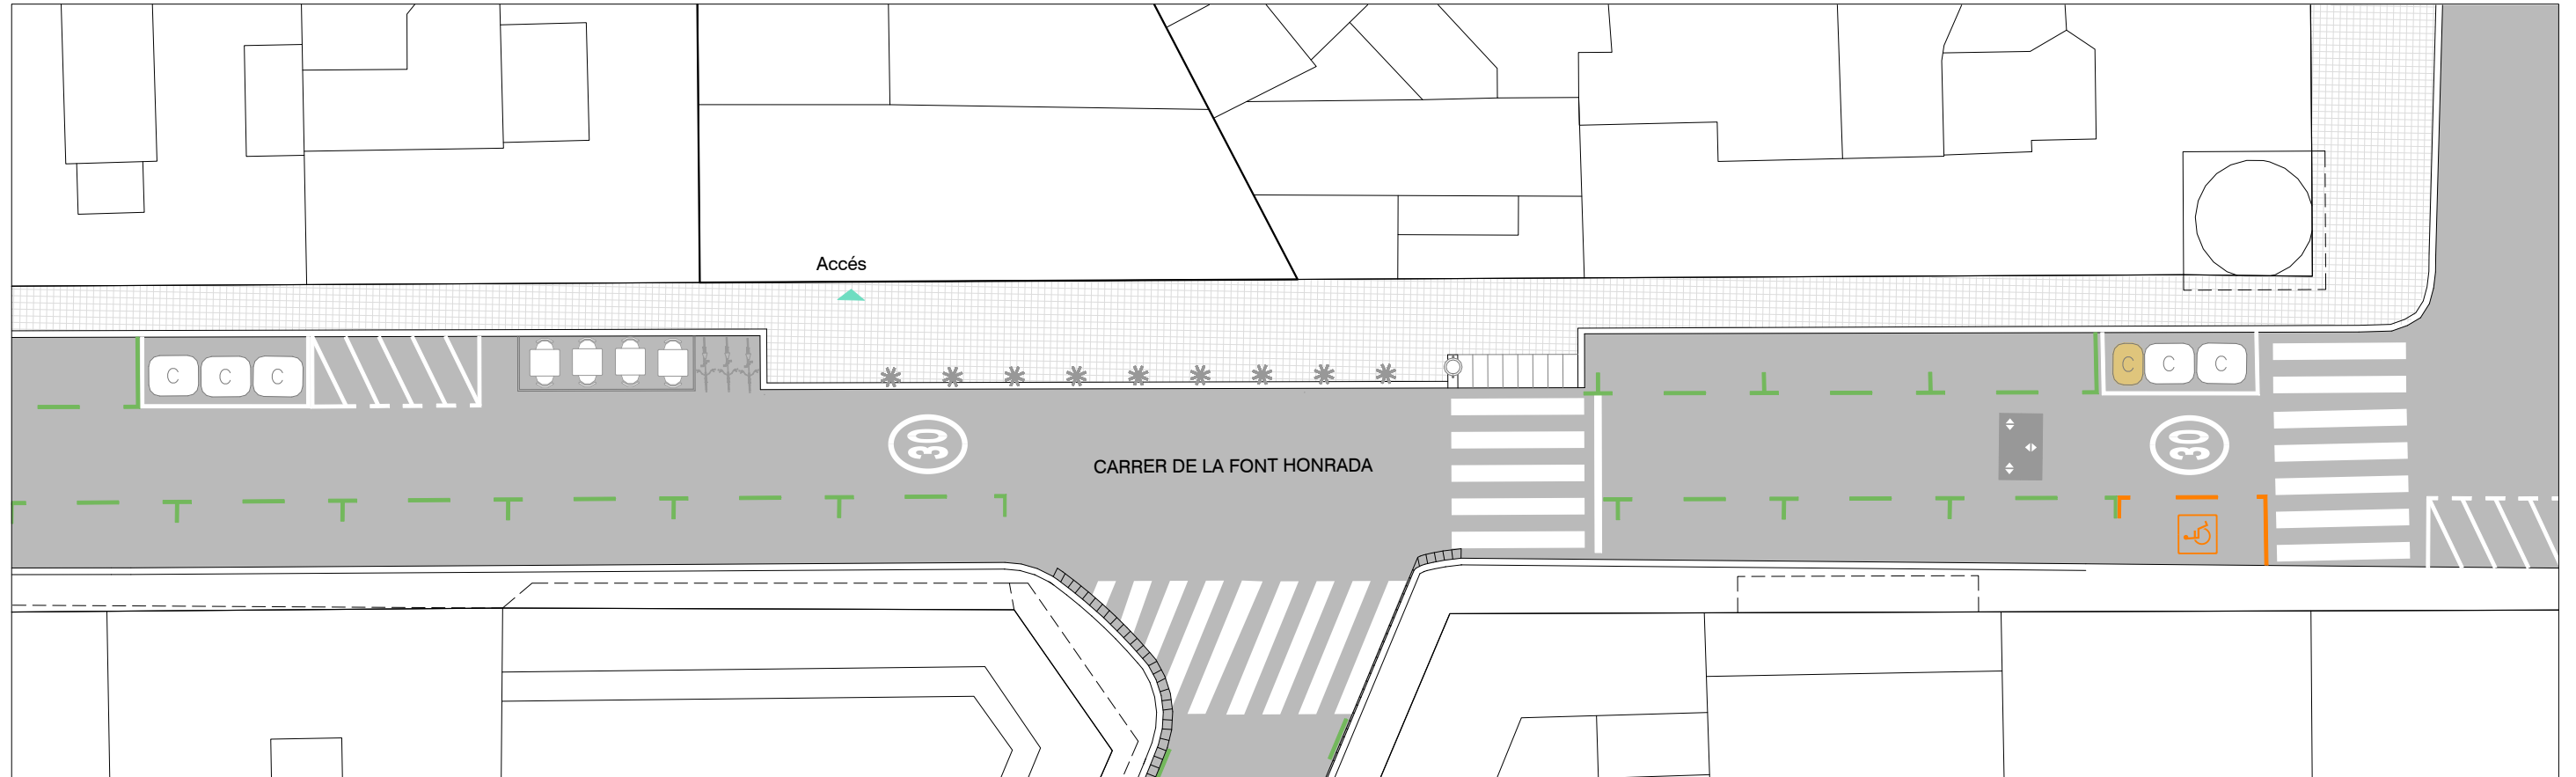 Accés
C C C
C C C
30
CARRER DE LA FONT HONRADA
30